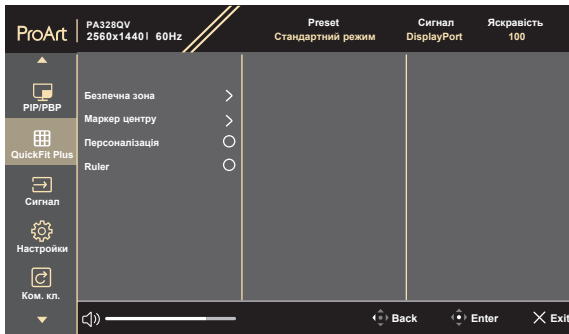 ProArt
PA328QV
2560x1440| 60Hz
Preset
Стандартний режим
Сигнал
DisplayPort
Яскравість
100
PIP/PBP
QuickFit Plus
Сигнал
Настройки
Ком. кл.
Безпечна зона
Маркер центру
Персоналізація
Ruler
Back
Enter
Exit